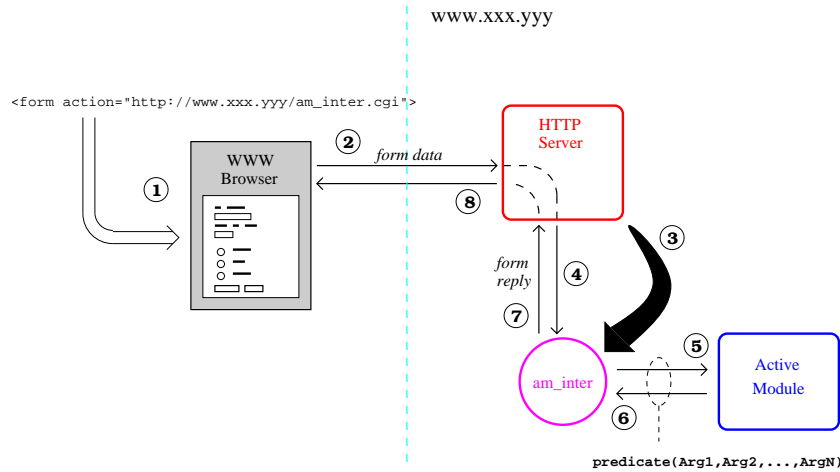 www.xxx.yyy
<form action="http://www.xxx.yyy/am_inter.cgi">
HTTP
Server
2
form data
WWW
Browser
1
8
3
form
reply
4
7
5
Active
Module
am_inter
6
predicate(Arg1,Arg2,...,ArgN)